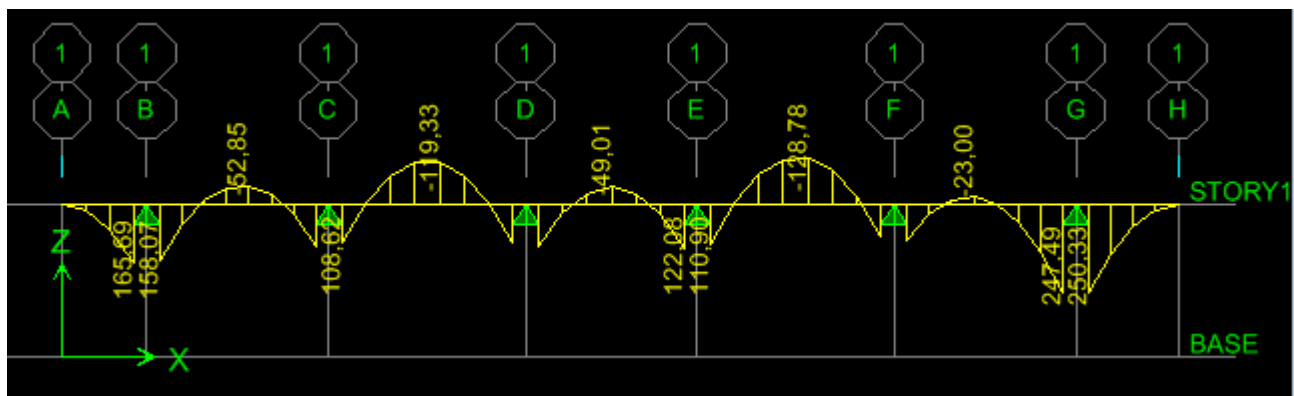 1 1 1 1 1 1 1 1
A B C D E F G H
-52,85 -119,33 -49,01 -128,78 -23,00
STORY1
165,69 158,07 108,62 122,08 110,90 247,49 250,33
Z
X
BASE